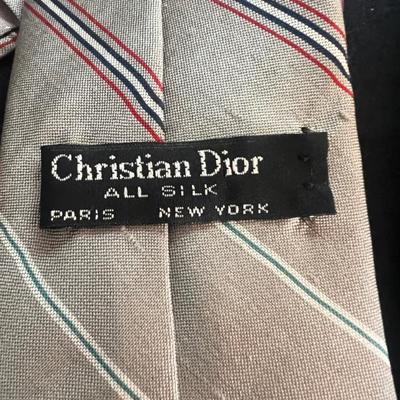 Christian Dior
ALL SILK
PARIS NEW YORK